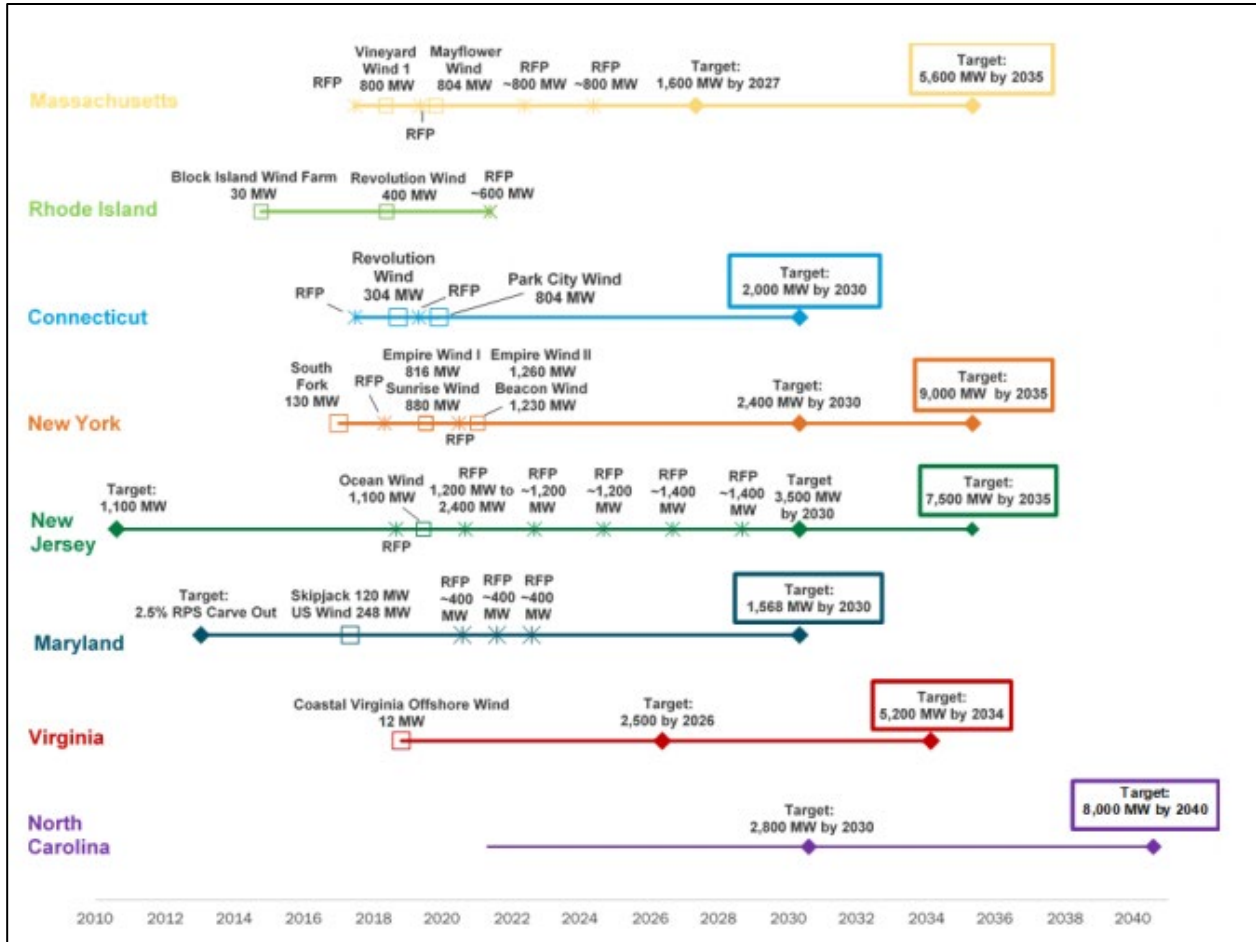 Massachusetts
RFP
Vineyard
Wind 1
800 MW
RFP
Mayflower
Wind
804 MW
RFP
~800 MW
RFP
~800 MW
Target:
1,600 MW by 2027
Target:
5,600 MW by 2035
Rhode Island
Block Island Wind Farm
30 MW
Revolution Wind
400 MW
RFP
~600 MW
Connecticut
RFP
Revolution
Wind
304 MW
RFP
Park City Wind
804 MW
Target:
2,000 MW by 2030
New York
South
Fork
130 MW
RFP
Empire Wind I
816 MW
Sunrise Wind
880 MW
RFP
Empire Wind II
1,260 MW
Beacon Wind
1,230 MW
Target:
2,400 MW by 2030
Target:
9,000 MW by 2035
New
Jersey
Target:
1,100 MW
RFP
Ocean Wind
1,100 MW
RFP
1,200 MW to
2,400 MW
RFP
~1,200
MW
RFP
~1,200
MW
RFP
~1,400
MW
RFP
~1,400
MW
Target
3,500 MW
by 2030
Target:
7,500 MW by 2035
Maryland
Target:
2.5% RPS Carve Out
Skipjack 120 MW
US Wind 248 MW
RFP
~400
MW
RFP
~400
MW
RFP
~400
MW
Target:
1,568 MW by 2030
Virginia
Coastal Virginia Offshore Wind
12 MW
Target:
2,500 by 2026
Target:
5,200 MW by 2034
North
Carolina
Target:
2,800 MW by 2030
Target:
8,000 MW by 2040
2010 2012 2014 2016 2018 2020 2022 2024 2026 2028 2030 2032 2034 2036 2038 2040